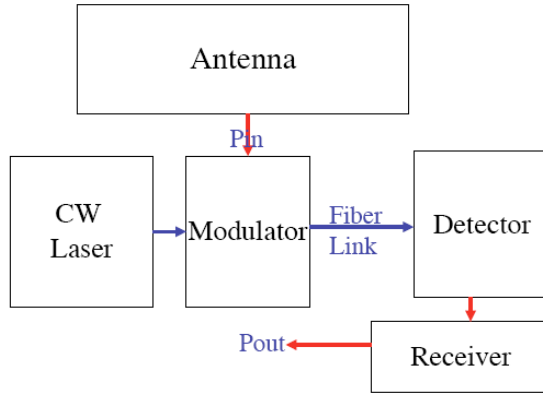 Antenna
Pin
CW
Laser
Modulator
Fiber
Link
Detector
Pout
Receiver